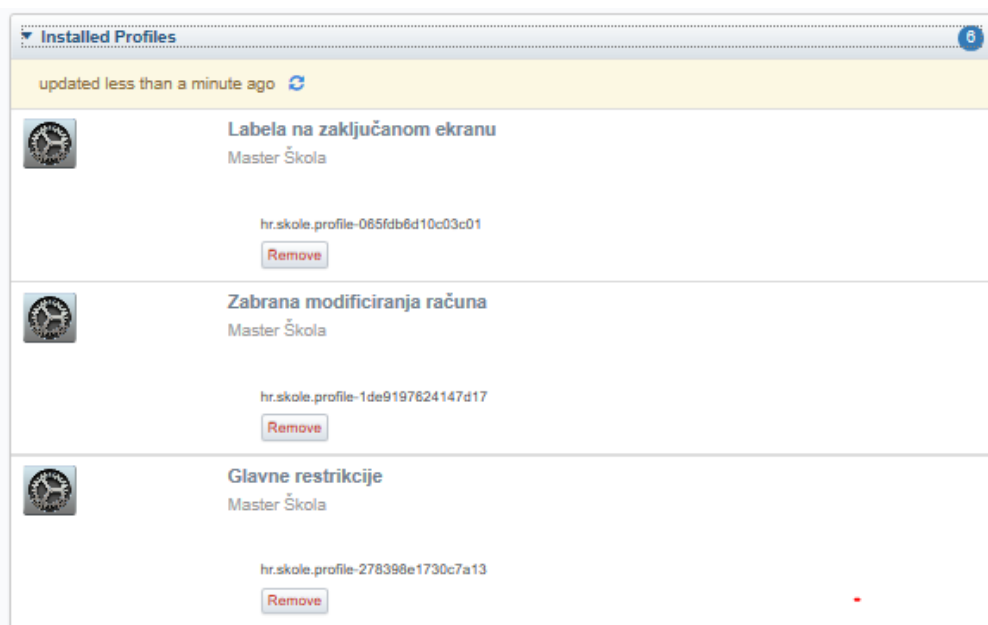 Installed Profiles 6
updated less than a minute ago
Labela na zaključanom ekranu
Master Škola
hr.skole.profile-065fdb6d10c03c01
Remove
Zabrana modificiranja računa
Master Škola
hr.skole.profile-1de9197624147d17
Remove
Glavne restrikcije
Master Škola
hr.skole.profile-278398e1730c7a13
Remove